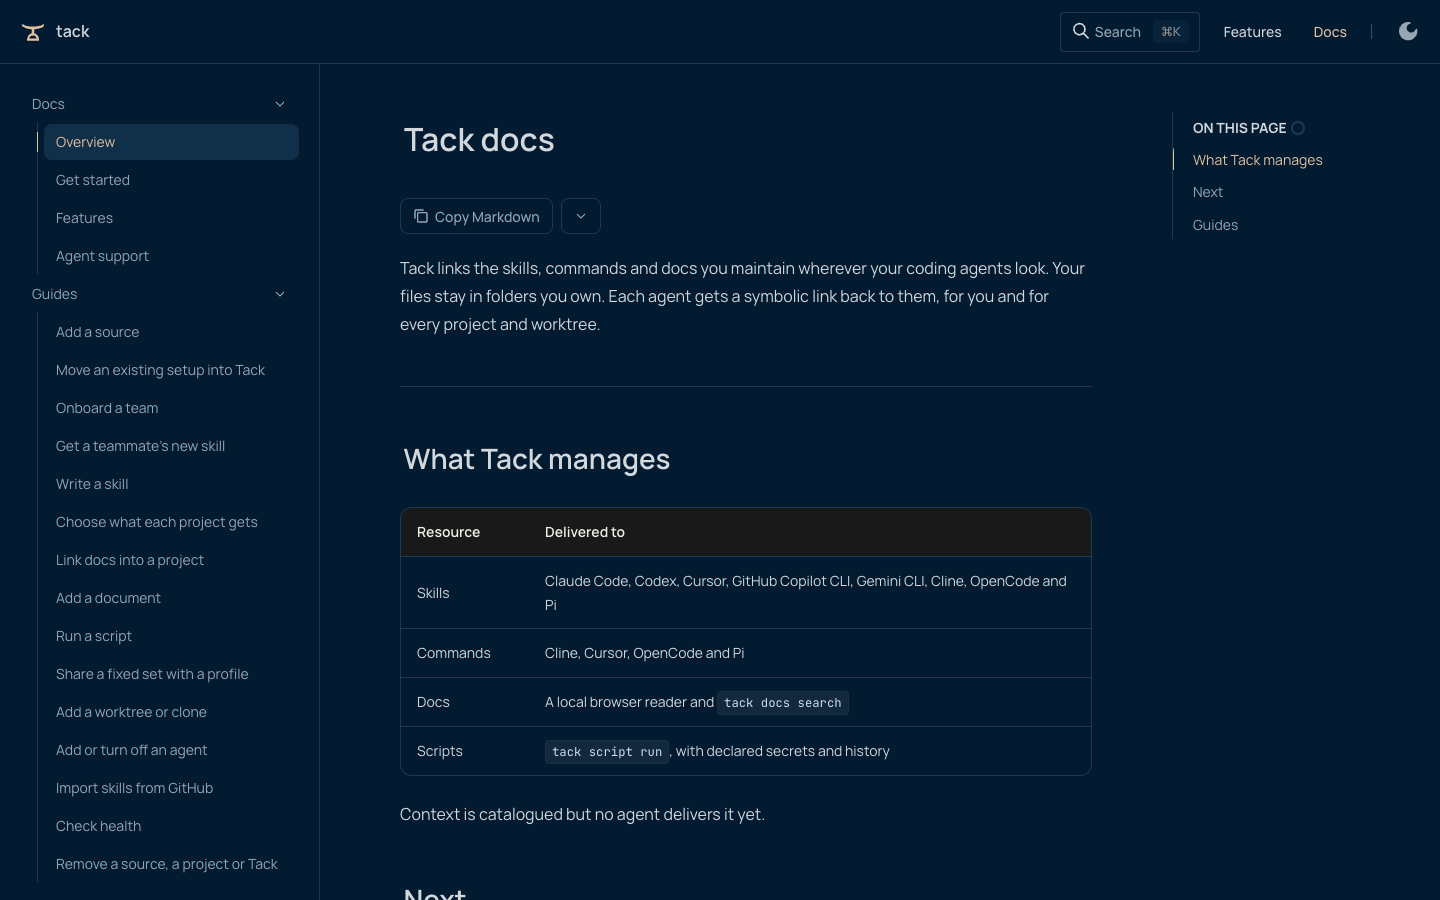 tack
Search ⌘K
Features
Docs
Docs
Overview
Get started
Features
Agent support
Guides
Add a source
Move an existing setup into Tack
Onboard a team
Get a teammate's new skill
Write a skill
Choose what each project gets
Link docs into a project
Add a document
Run a script
Share a fixed set with a profile
Add a worktree or clone
Add or turn off an agent
Import skills from GitHub
Check health
Remove a source, a project or Tack
Tack docs
Copy Markdown
Tack links the skills, commands and docs you maintain wherever your coding agents look. Your
files stay in folders you own. Each agent gets a symbolic link back to them, for you and for
every project and worktree.
What Tack manages
Resource Delivered to
Skills Claude Code, Codex, Cursor, GitHub Copilot CLI, Gemini CLI, Cline, OpenCode and
Pi
Commands Cline, Cursor, OpenCode and Pi
Docs A local browser reader and tack docs search
Scripts tack script run, with declared secrets and history
Context is catalogued but no agent delivers it yet.
Next
ON THIS PAGE
What Tack manages
Next
Guides